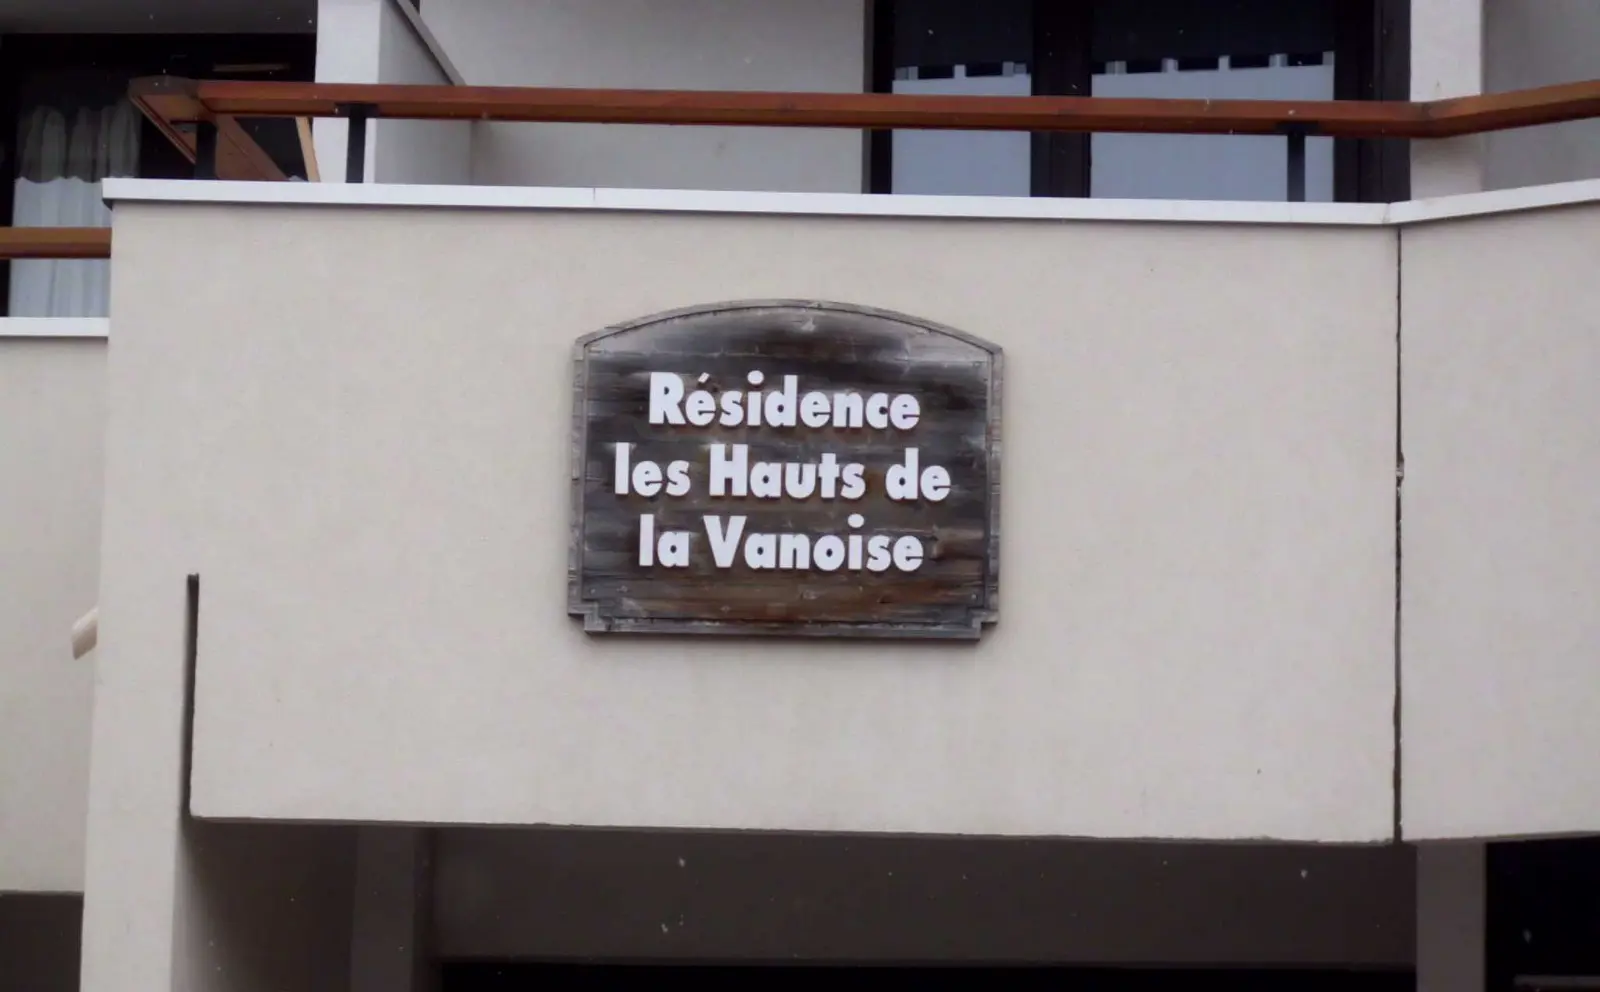 Résidence
les Hauts de
la Vanoise